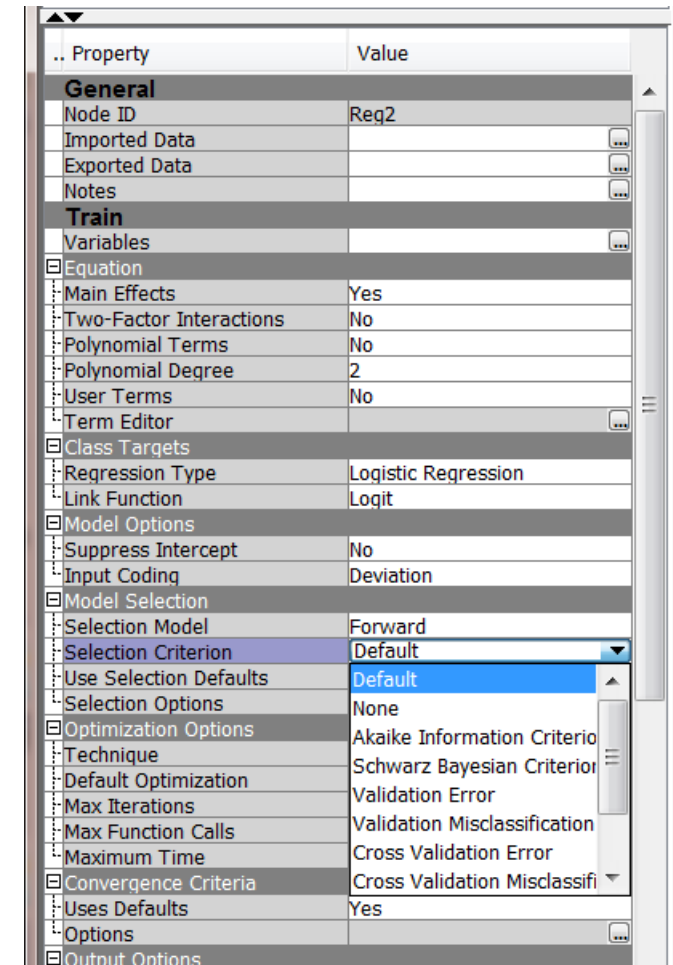 .. Property Value
General
Node ID Reg2
Imported Data ...
Exported Data ...
Notes ...
Train
Variables ...
Equation
Main Effects Yes
Two-Factor Interactions No
Polynomial Terms No
Polynomial Degree 2
User Terms No
Term Editor ...
Class Targets
Regression Type Logistic Regression
Link Function Logit
Model Options
Suppress Intercept No
Input Coding Deviation
Model Selection
Selection Model Forward
Selection Criterion Default
Use Selection Defaults Default
Selection Options None
Optimization Options Akaike Information Criterio
Technique Schwarz Bayesian Criterior
Default Optimization Validation Error
Max Iterations Validation Misclassification
Max Function Calls
Maximum Time Cross Validation Error
Convergence Criteria Cross Validation Misclassifi
Uses Defaults Yes
Options ...
Output Options